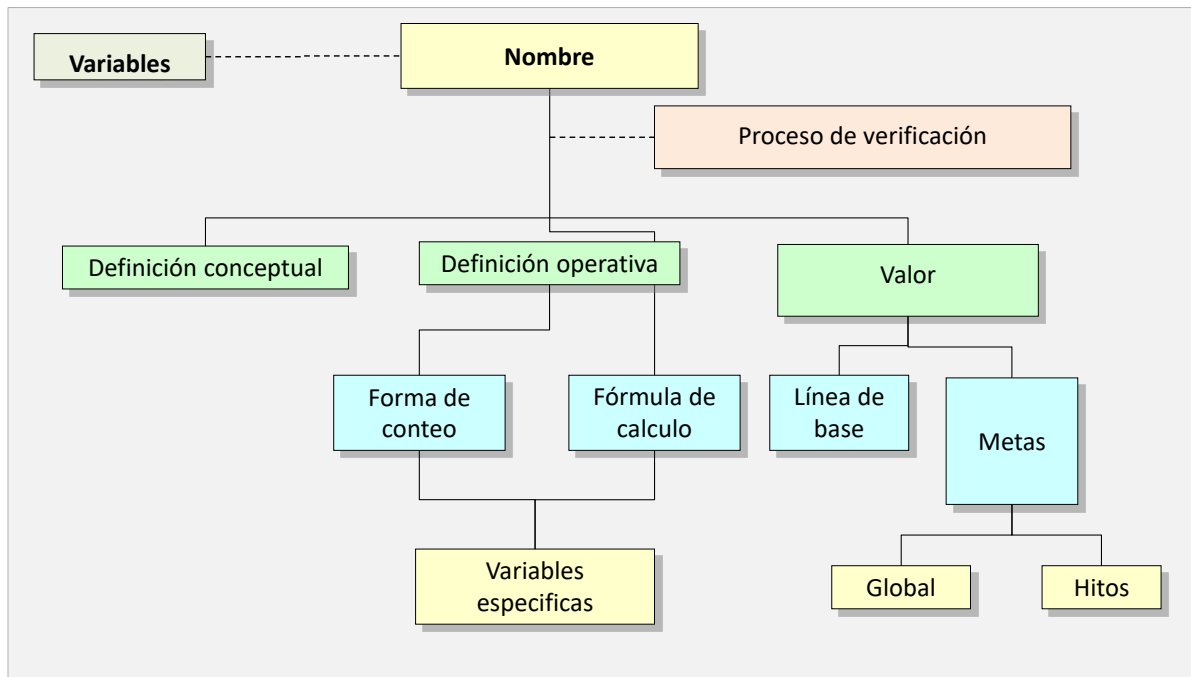 Variables
Nombre
Proceso de verificación
Definición conceptual
Definición operativa
Valor
Forma de
conteo
Fórmula de
calculo
Línea de
base
Metas
Variables
especificas
Global
Hitos